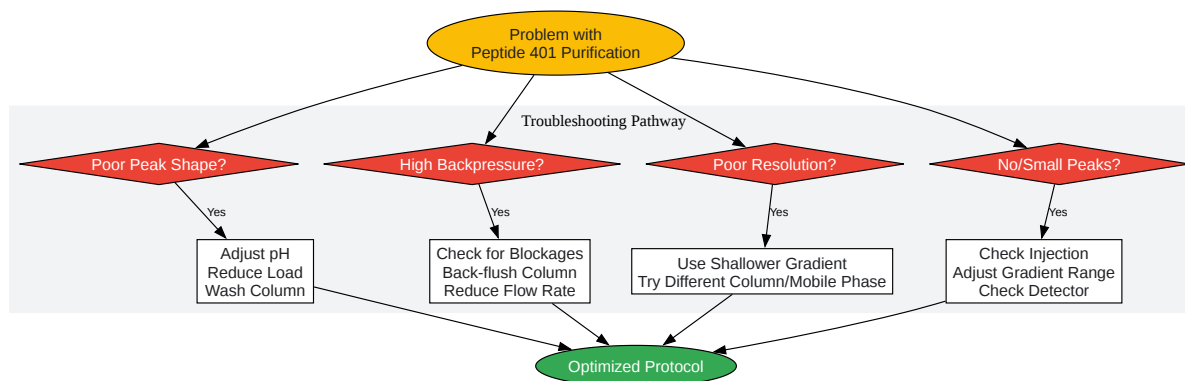 Problem with
Peptide 401 Purification
Troubleshooting Pathway
Poor Peak Shape?
High Backpressure?
Poor Resolution?
No/Small Peaks?
Yes
Yes
Yes
Yes
Adjust pH
Reduce Load
Wash Column
Check for Blockages
Back-flush Column
Reduce Flow Rate
Use Shallower Gradient
Try Different Column/Mobile Phase
Check Injection
Adjust Gradient Range
Check Detector
Optimized Protocol